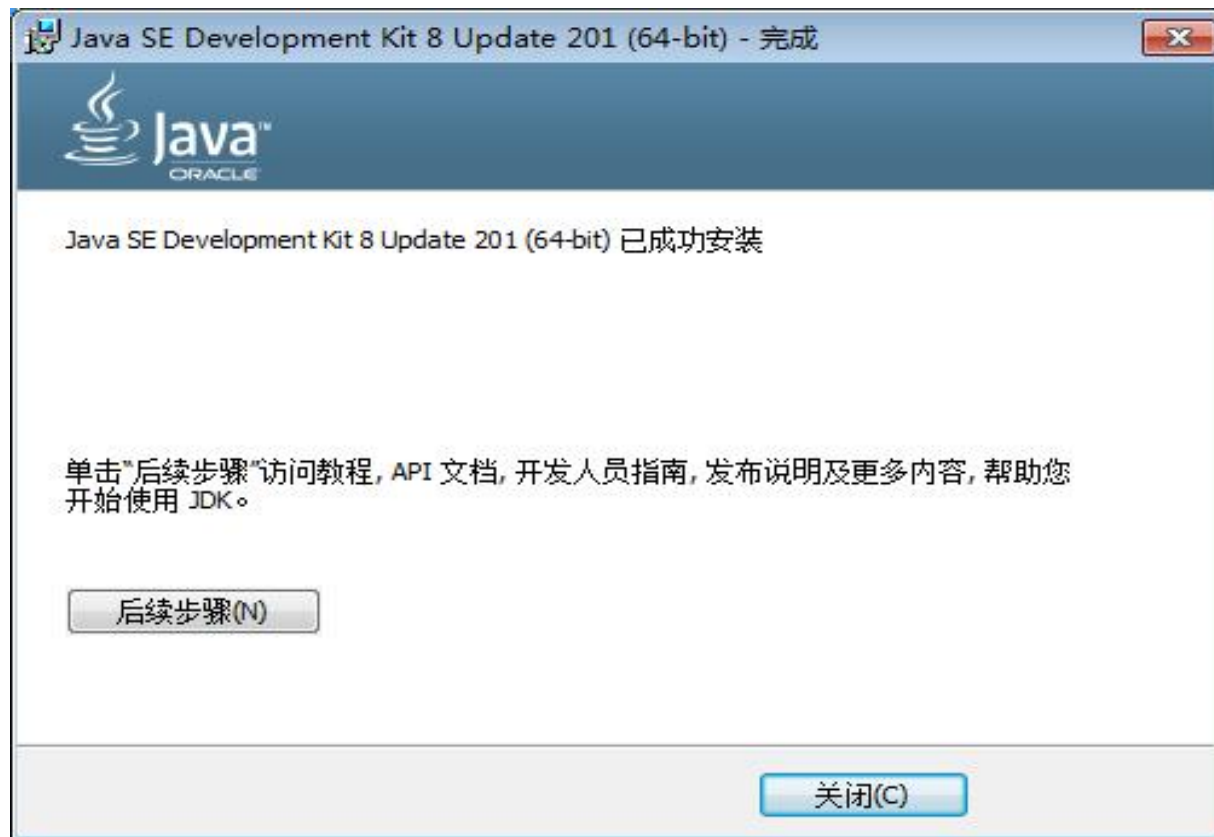 Java SE Development Kit 8 Update 201 (64-bit) - 完成
Java™
ORACLE
Java SE Development Kit 8 Update 201 (64-bit) 已成功安装
单击"后续步骤"访问教程, API 文档, 开发人员指南, 发布说明及更多内容, 帮助您
开始使用 JDK。
后续步骤(N)
关闭(C)